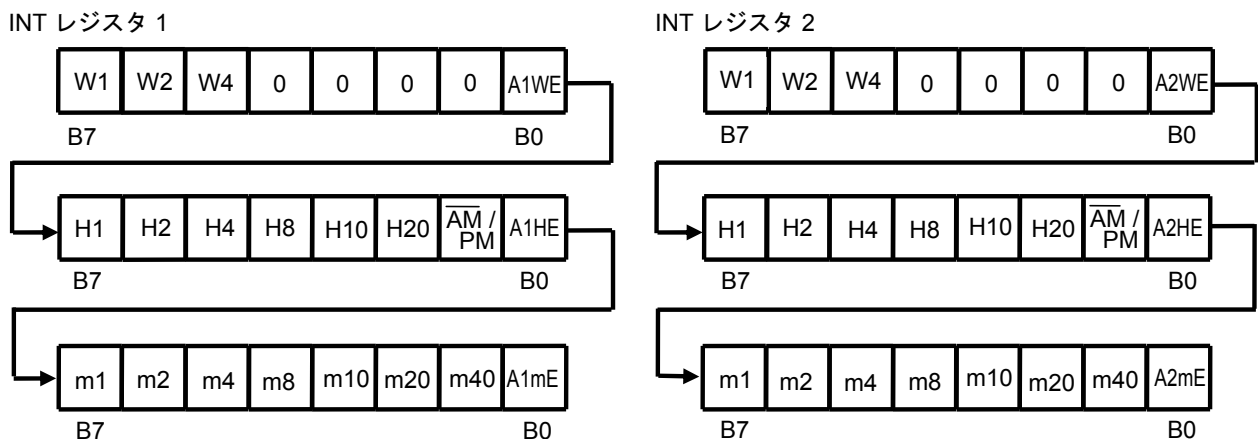 INT レジスタ 1
W1 W2 W4 0 0 0 0 A1WE
B7 B0
H1 H2 H4 H8 H10 H20 AM / PM A1HE
B7 B0
m1 m2 m4 m8 m10 m20 m40 A1mE
B7 B0
INT レジスタ 2
W1 W2 W4 0 0 0 0 A2WE
B7 B0
H1 H2 H4 H8 H10 H20 AM / PM A2HE
B7 B0
m1 m2 m4 m8 m10 m20 m40 A2mE
B7 B0